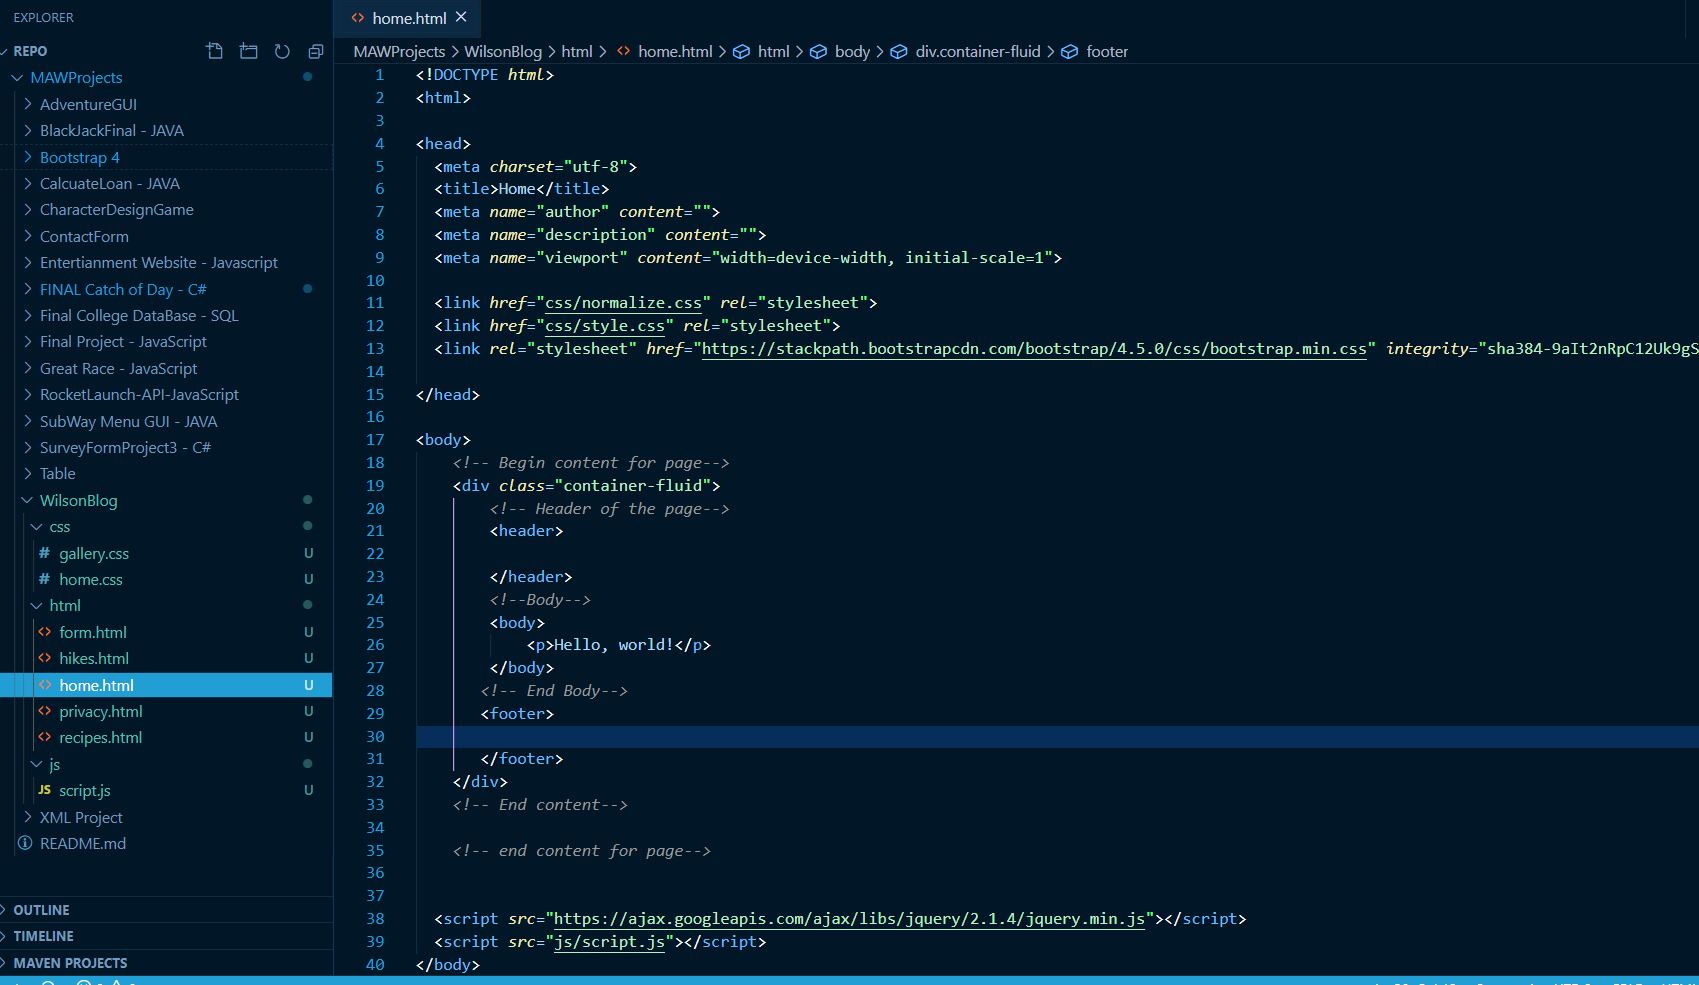 EXPLORER
REPO
MAWProjects
AdventureGUI
BlackJackFinal - JAVA
Bootstrap 4
CalcuateLoan - JAVA
CharacterDesignGame
ContactForm
Entertianment Website - Javascript
FINAL Catch of Day - C#
Final College DataBase - SQL
Final Project - JavaScript
Great Race - JavaScript
RocketLaunch-API-JavaScript
SubWay Menu GUI - JAVA
SurveyFormProject3 - C#
Table
WilsonBlog
css
# gallery.css U
# home.css U
html
<> form.html U
<> hikes.html U
<> home.html U
<> privacy.html U
<> recipes.html U
js
JS script.js U
XML Project
README.md
OUTLINE
TIMELINE
MAVEN PROJECTS
<> home.html ×
MAWProjects > WilsonBlog > html > <> home.html > html > body > div.container-fluid > footer
1 <!DOCTYPE html>
2 <html>
3
4 <head>
5 <meta charset="utf-8">
6 <title>Home</title>
7 <meta name="author" content="">
8 <meta name="description" content="">
9 <meta name="viewport" content="width=device-width, initial-scale=1">
10
11 <link href="css/normalize.css" rel="stylesheet">
12 <link href="css/style.css" rel="stylesheet">
13 <link rel="stylesheet" href="https://stackpath.bootstrapcdn.com/bootstrap/4.5.0/css/bootstrap.min.css" integrity="sha384-9aIt2nRpC12Uk9gS
14
15 </head>
16
17 <body>
18 <!-- Begin content for page-->
19 <div class="container-fluid">
20 <!-- Header of the page-->
21 <header>
22
23 </header>
24 <!--Body-->
25 <body>
26 <p>Hello, world!</p>
27 </body>
28 <!-- End Body-->
29 <footer>
30
31 </footer>
32 </div>
33 <!-- End content-->
34
35 <!-- end content for page-->
36
37
38 <script src="https://ajax.googleapis.com/ajax/libs/jquery/2.1.4/jquery.min.js"></script>
39 <script src="js/script.js"></script>
40 </body>